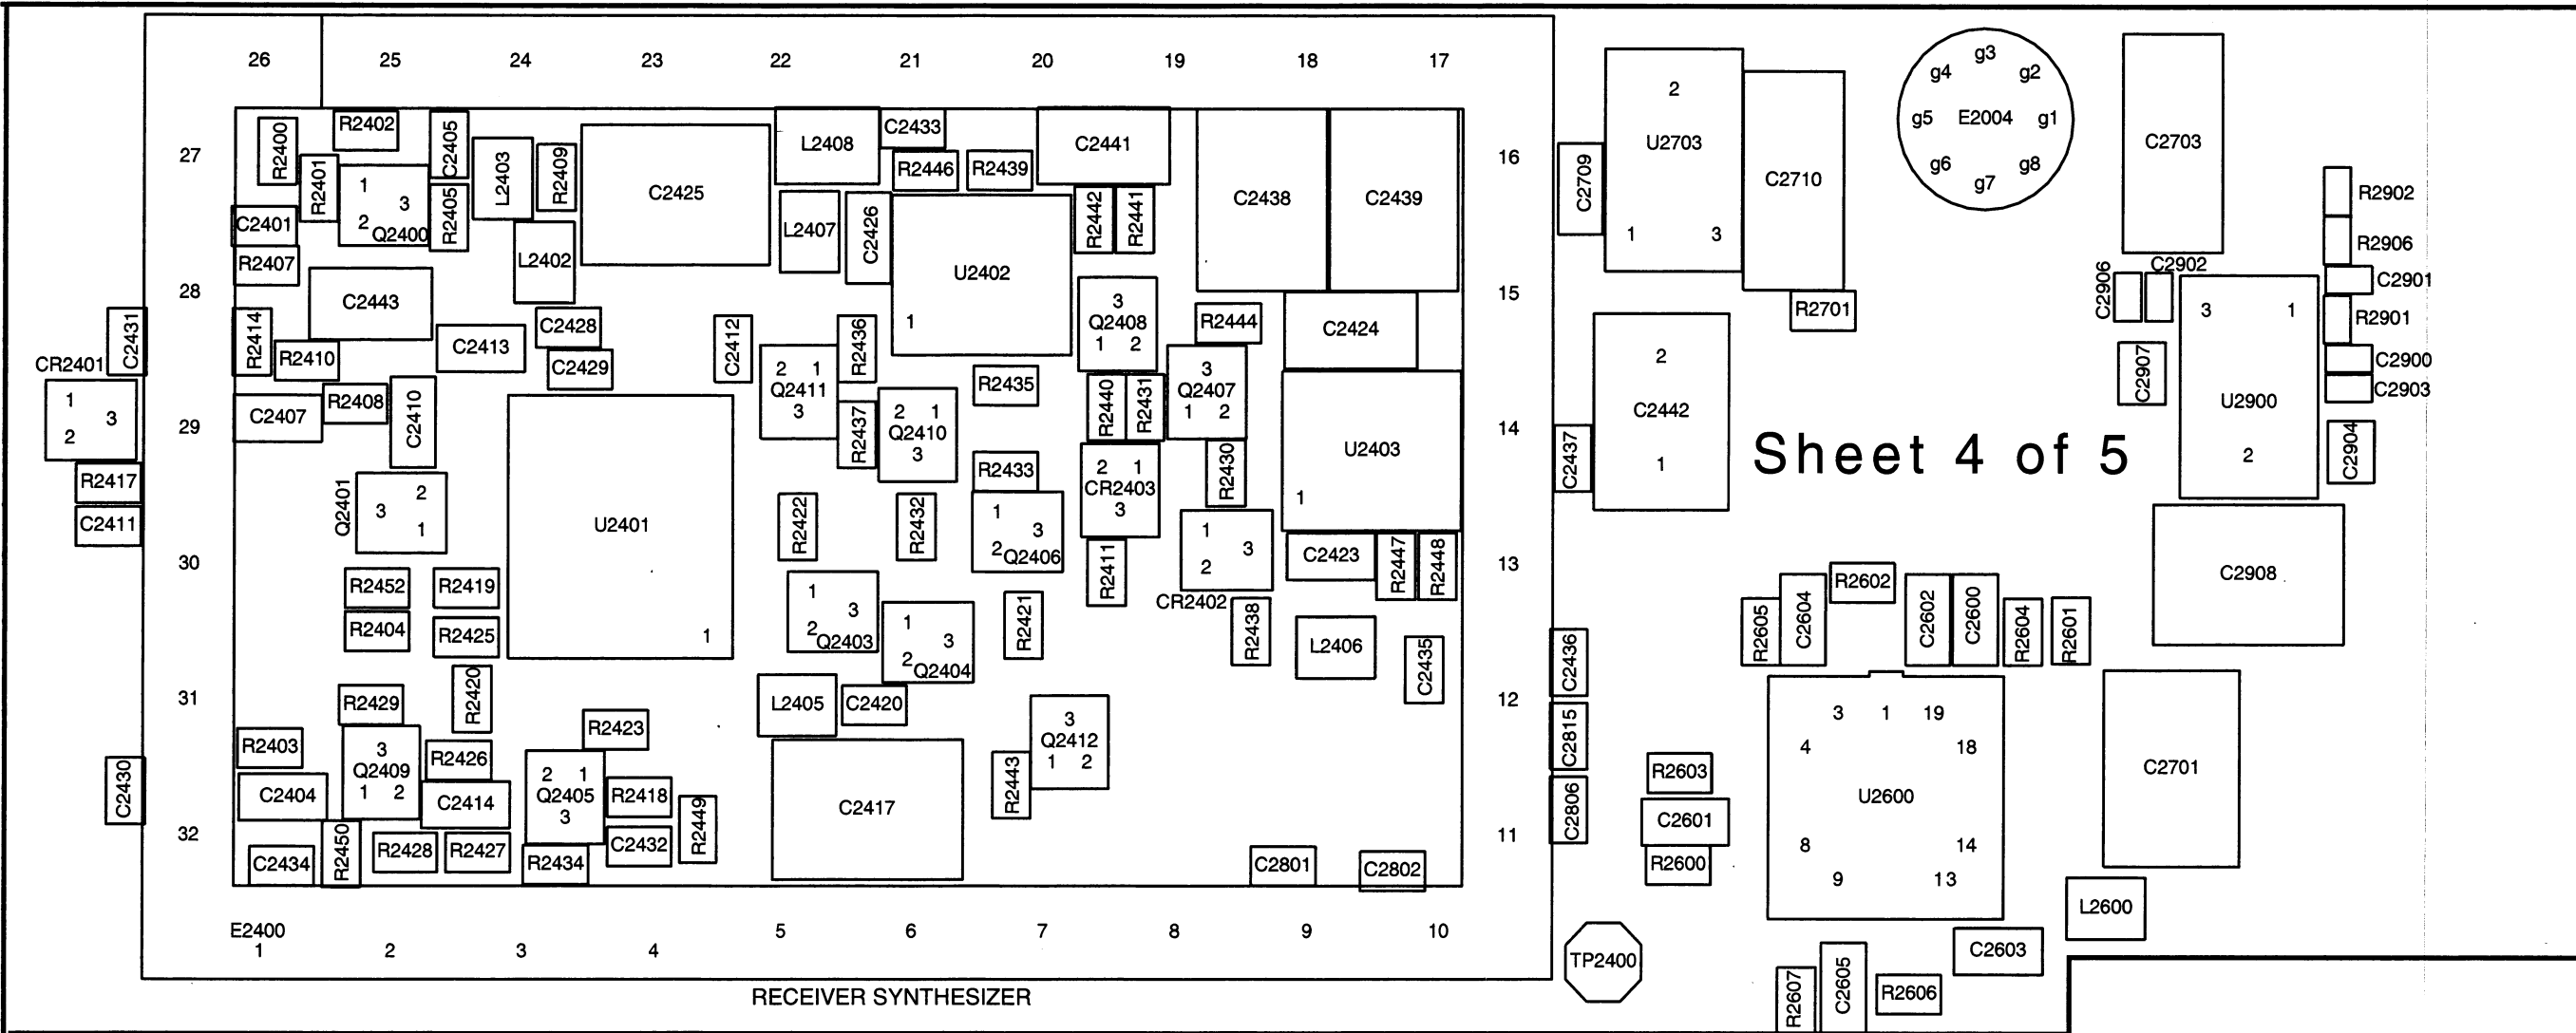 26 25 24 23 22 21 20 19 18 17
27 28 29 30 31 32
16 15 14 13 12 11
E2400
1 2 3 4 5 6 7 8 9 10
RECEIVER SYNTHESIZER
CR2401
1
3
2
C2431
R2417
C2411
C2430
R2400
R2401
R2402
C2405
R2405
L2403
R2409
1
3
2
Q2400
C2401
R2407
L2402
C2425
C2443
R2414
R2410
C2413
C2428
C2429
C2407
R2408
C2410
Q2401
2
3
1
U2401
1
R2452
R2419
R2404
R2425
R2420
R2429
R2403
3
Q2409
1 2
R2426
C2404
C2414
R2450
C2434
R2428
R2427
R2423
2 1
Q2405
3
R2418
C2432
R2449
R2434
L2408
C2433
R2446
R2439
C2441
L2407
C2426
U2402
1
R2442
R2441
C2438
C2439
C2412
2 1
Q2411
3
R2436
R2437
2 1
Q2410
3
R2435
R2433
3
Q2408
1 2
R2444
C2424
R2440
R2431
3
Q2407
1 2
U2403
1
2 1
CR2403
3
R2430
R2422
R2432
1
3
2
Q2406
R2411
1
3
2
CR2402
C2423
R2447
R2448
1
3
2
Q2403
1
3
2
Q2404
R2421
R2438
L2406
C2435
L2405
C2420
C2417
3
Q2412
1 2
R2443
C2801
C2802
C2709
2
U2703
1 3
C2710
R2701
g3
g4 g2
g5 E2004 g1
g6 g8
g7
C2703
R2902
R2906
C2902
C2901
C2906
R2901
3 1
U2900
2
C2900
C2903
C2907
C2904
2
C2442
1
C2437
Sheet 4 of 5
C2908
R2602
R2605
C2604
C2602
C2600
R2604
R2601
C2436
C2815
C2806
R2603
C2601
R2600
3 1 19
4 18
U2600
8 14
9 13
C2701
L2600
C2603
TP2400
R2607
C2605
R2606